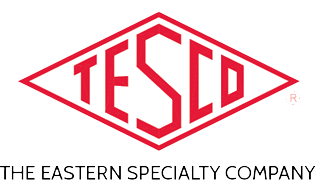 TESCO
®
THE EASTERN SPECIALTY COMPANY